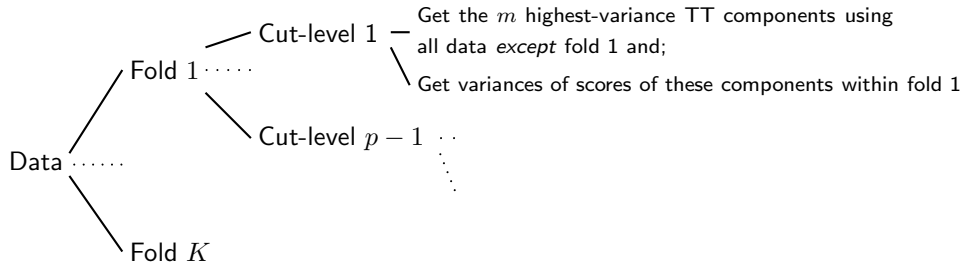 Get the m highest-variance TT components using
all data except fold 1 and;
Cut-level 1
Get variances of scores of these components within fold 1
Fold 1
Cut-level p − 1
Data
Fold K